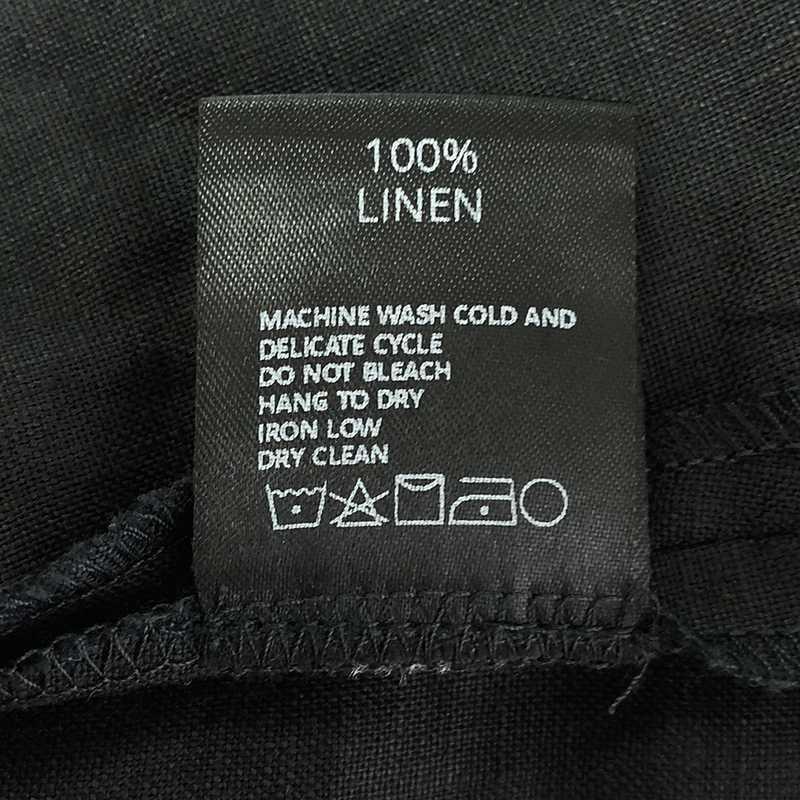 100%
LINEN
MACHINE WASH COLD AND
DELICATE CYCLE
DO NOT BLEACH
HANG TO DRY
IRON LOW
DRY CLEAN